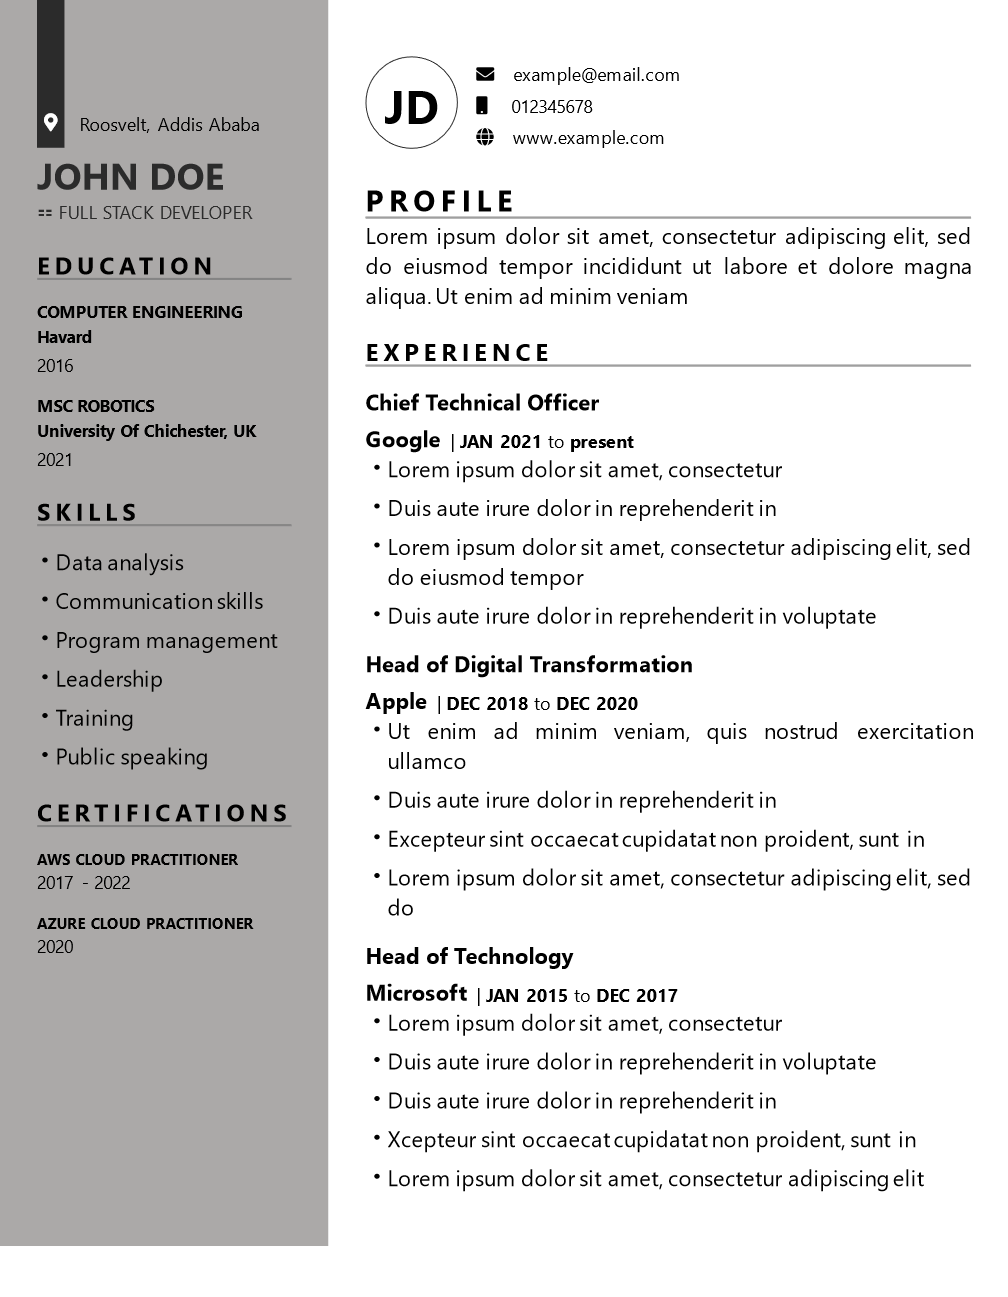 Roosvelt, Addis Ababa
JOHN DOE
:: FULL STACK DEVELOPER
EDUCATION
COMPUTER ENGINEERING
Havard
2016
MSC ROBOTICS
University Of Chichester, UK
2021
SKILLS
• Data analysis
• Communication skills
• Program management
• Leadership
• Training
• Public speaking
CERTIFICATIONS
AWS CLOUD PRACTITIONER
2017 - 2022
AZURE CLOUD PRACTITIONER
2020
JD
example@email.com
012345678
www.example.com
PROFILE
Lorem ipsum dolor sit amet, consectetur adipiscing elit, sed
do eiusmod tempor incididunt ut labore et dolore magna
aliqua. Ut enim ad minim veniam
EXPERIENCE
Chief Technical Officer
Google | JAN 2021 to present
• Lorem ipsum dolor sit amet, consectetur
• Duis aute irure dolor in reprehenderit in
• Lorem ipsum dolor sit amet, consectetur adipiscing elit, sed
do eiusmod tempor
• Duis aute irure dolor in reprehenderit in voluptate
Head of Digital Transformation
Apple | DEC 2018 to DEC 2020
• Ut enim ad minim veniam, quis nostrud exercitation
ullamco
• Duis aute irure dolor in reprehenderit in
• Excepteur sint occaecat cupidatat non proident, sunt in
• Lorem ipsum dolor sit amet, consectetur adipiscing elit, sed
do
Head of Technology
Microsoft | JAN 2015 to DEC 2017
• Lorem ipsum dolor sit amet, consectetur
• Duis aute irure dolor in reprehenderit in voluptate
• Duis aute irure dolor in reprehenderit in
• Xcepteur sint occaecat cupidatat non proident, sunt in
• Lorem ipsum dolor sit amet, consectetur adipiscing elit